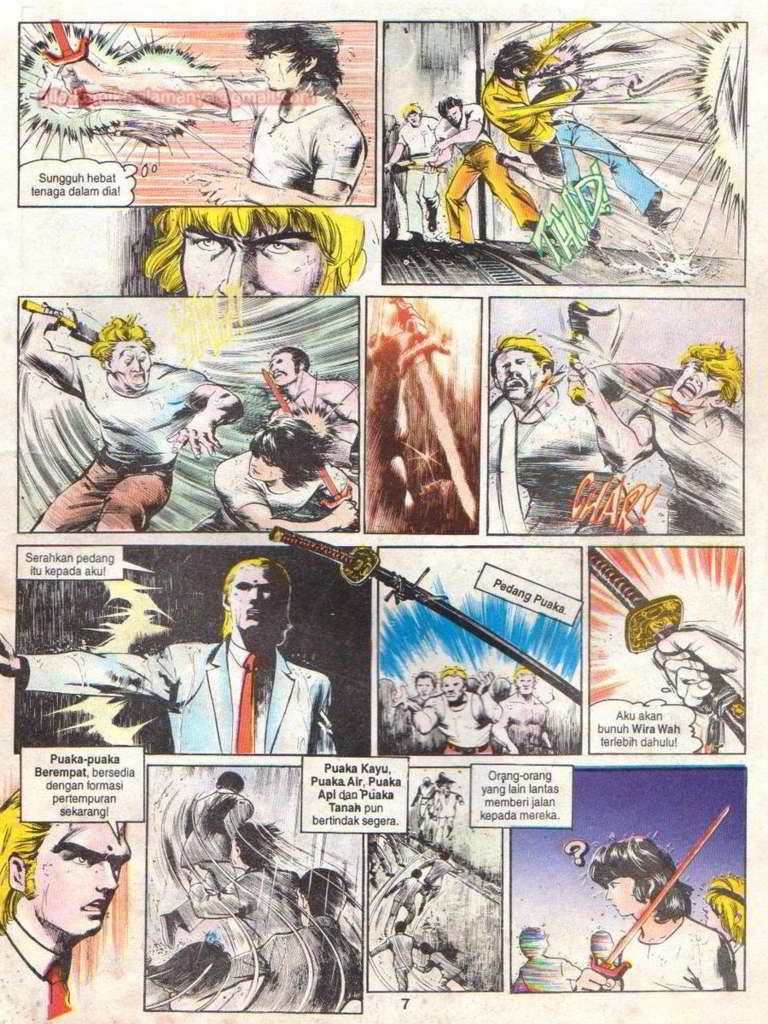 Sungguh hebat
tenaga dalam dia!
Serahkan pedang
itu kepada aku!
Pedang Puaka.
Aku akan
bunuh Wira Wah
terlebih dahulu!
Puaka-puaka
Berempat, bersedia
dengan formasi
pertempuran
sekarang!
Puaka Kayu,
Puaka Air, Puaka
Api dan Puaka
Tanah pun
bertindak segera.
Orang-orang
yang lain lantas
memberi jalan
kepada mereka.
?
7